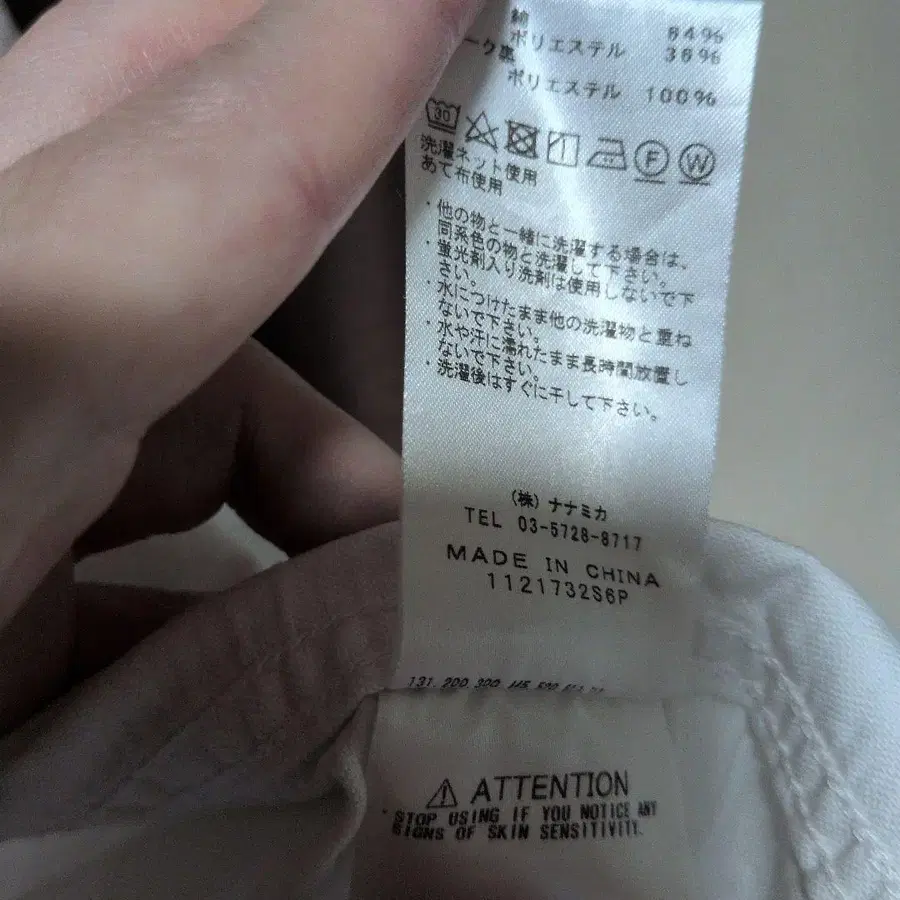 綿 84%
ポリエステル 36%
ーク裏
ポリエステル 100%
30
F W
洗濯ネット使用
あて布使用
・他の物と一緒に洗濯する場合は、
同系色の物と洗濯して下さい。
・蛍光剤入り洗剤は使用しないで下
さい。
・水につけたまま他の洗濯物と重ね
ないで下さい。
・水や汗に濡れたまま長時間放置し
ないで下さい。
・洗濯後はすぐに干して下さい。
(株) ナナミカ
TEL 03-5728-8717
MADE IN CHINA
1121732S6P
131. 200. 300.
ATTENTION
STOP USING IF YOU NOTICE ANY
SIGNS OF SKIN SENSITIVITY.